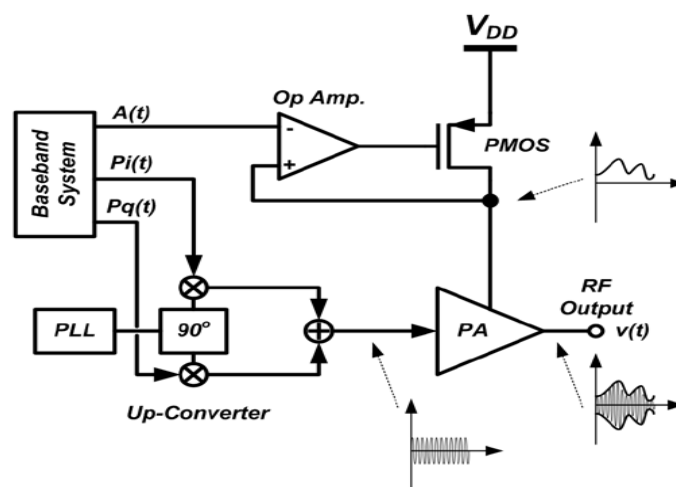 V_DD
Op Amp.
A(t)
-
+
PMOS
Baseband System
Pi(t)
Pq(t)
PLL
90°
PA
RF
Output
v(t)
Up-Converter